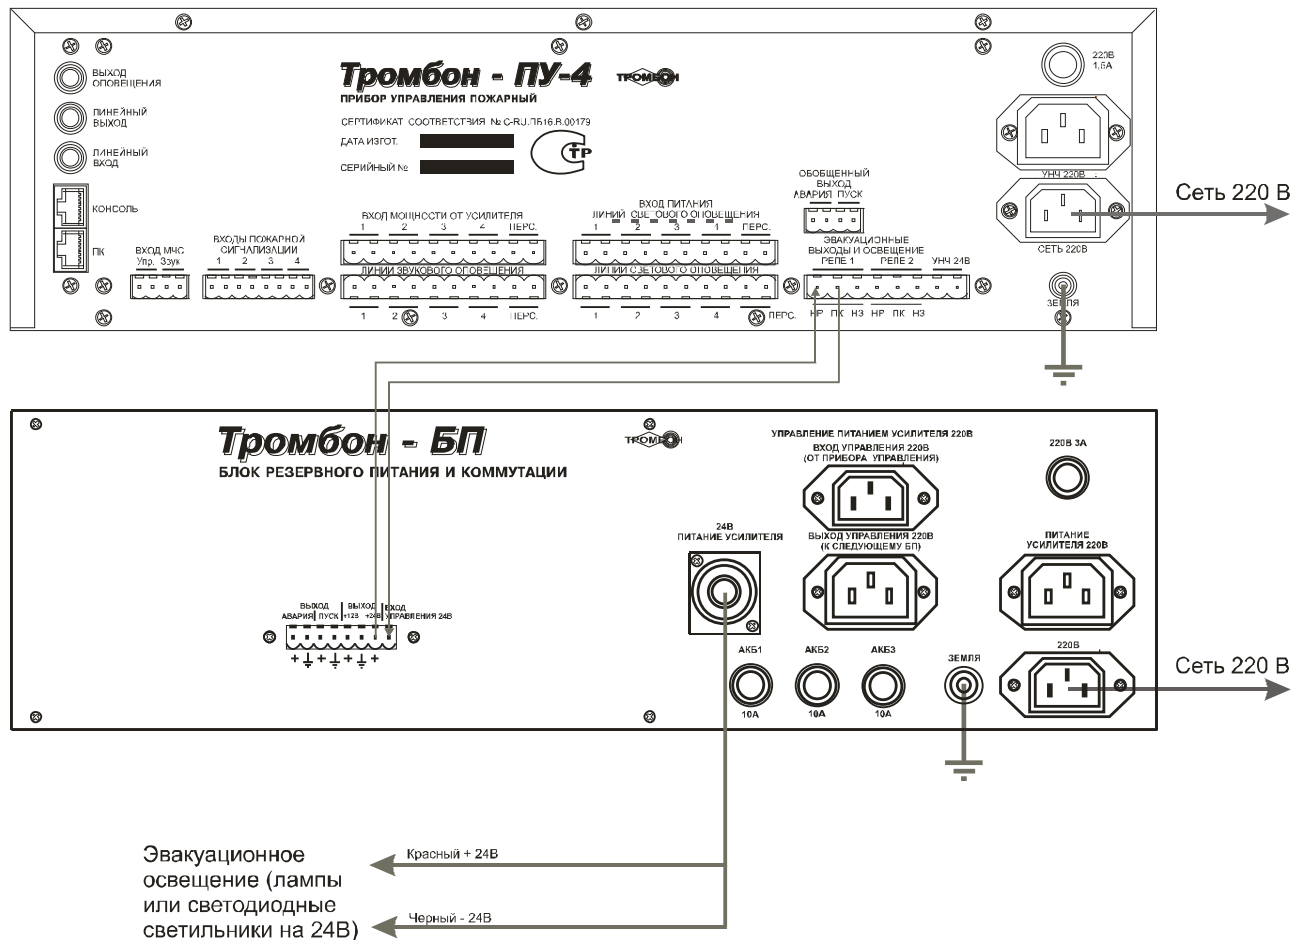 Тромбон - ПУ-4
ТРОМБОН
ПРИБОР УПРАВЛЕНИЯ ПОЖАРНЫЙ
СЕРТИФИКАТ СООТВЕТСТВИЯ № C-RU.ПБ16.В.00179
ДАТА ИЗГОТ.
СЕРИЙНЫЙ №
ВЫХОД
ОПОВЕЩЕНИЯ
ЛИНЕЙНЫЙ
ВЫХОД
ЛИНЕЙНЫЙ
ВХОД
КОНСОЛЬ
ПК
ВХОД МЧС
Упр. Звук
ВХОДЫ ПОЖАРНОЙ
СИГНАЛИЗАЦИИ
1 2 3 4
ВХОД МОЩНОСТИ ОТ УСИЛИТЕЛЯ
1 2 3 4 ПЕРС.
ЛИНИИ ЗВУКОВОГО ОПОВЕЩЕНИЯ
1 2 3 4 ПЕРС.
ВХОД ПИТАНИЯ
ЛИНИЙ СВЕТОВОГО ОПОВЕЩЕНИЯ
1 2 3 1 ПЕРС.
ЛИНИИ СВЕТОВОГО ОПОВЕЩЕНИЯ
1 2 3 4 ПЕРС.
ОБОБЩЕННЫЙ
ВЫХОД
АВАРИЯ ПУСК
ЭВАКУАЦИОННЫЕ
ВЫХОДЫ И ОСВЕЩЕНИЕ
РЕЛЕ 1 РЕЛЕ 2 УНЧ 24В
НР ПК НЗ НР ПК НЗ
220В
1,5А
УНЧ 220В
СЕТЬ 220В
ЗЕМЛЯ
Сеть 220 В
Тромбон - БП
ТРОМБОН
БЛОК РЕЗЕРВНОГО ПИТАНИЯ И КОММУТАЦИИ
УПРАВЛЕНИЕ ПИТАНИЕМ УСИЛИТЕЛЯ 220В
ВХОД УПРАВЛЕНИЯ 220В
(ОТ ПРИБОРА УПРАВЛЕНИЯ)
220В 3А
24В
ПИТАНИЕ УСИЛИТЕЛЯ
ВЫХОД УПРАВЛЕНИЯ 220В
(К СЛЕДУЮЩЕМУ БП)
ПИТАНИЕ
УСИЛИТЕЛЯ 220В
ВЫХОД ВЫХОД ВХОД
АВАРИЯ ПУСК +12В +24В УПРАВЛЕНИЯ 24В
+ + + +
АКБ1 АКБ2 АКБ3
10А 10А 10А
ЗЕМЛЯ
220В
Сеть 220 В
Эвакуационное
освещение (лампы
или светодиодные
светильники на 24В)
Красный + 24В
Черный - 24В